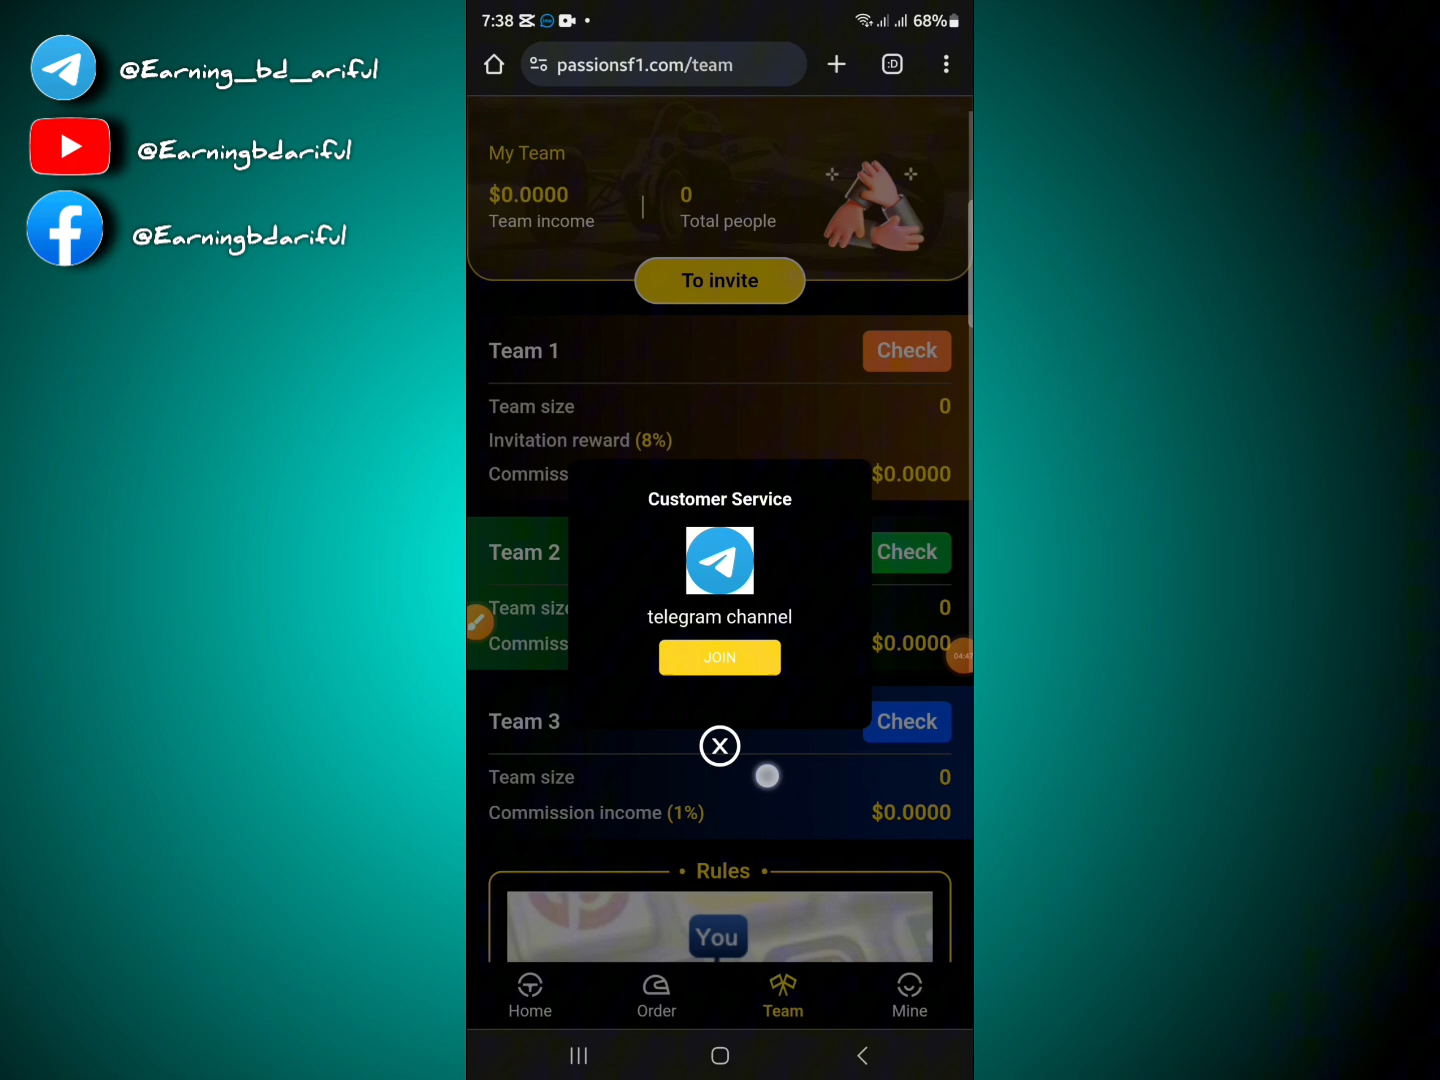 @Earning_bd_ariful
@Earningbdariful
@Earningbdariful
7:38
68%
passionsf1.com/team
:D
My Team
$0.0000
0
Team income
Total people
To invite
Team 1
Check
Team size
0
Invitation reward (8%)
Commiss
$0.0000
Customer Service
telegram channel
JOIN
X
Team 2
Check
Team size
0
Commiss
$0.0000
04:47
Team 3
Check
Team size
0
Commission income (1%)
$0.0000
• Rules •
You
Home
Order
Team
Mine